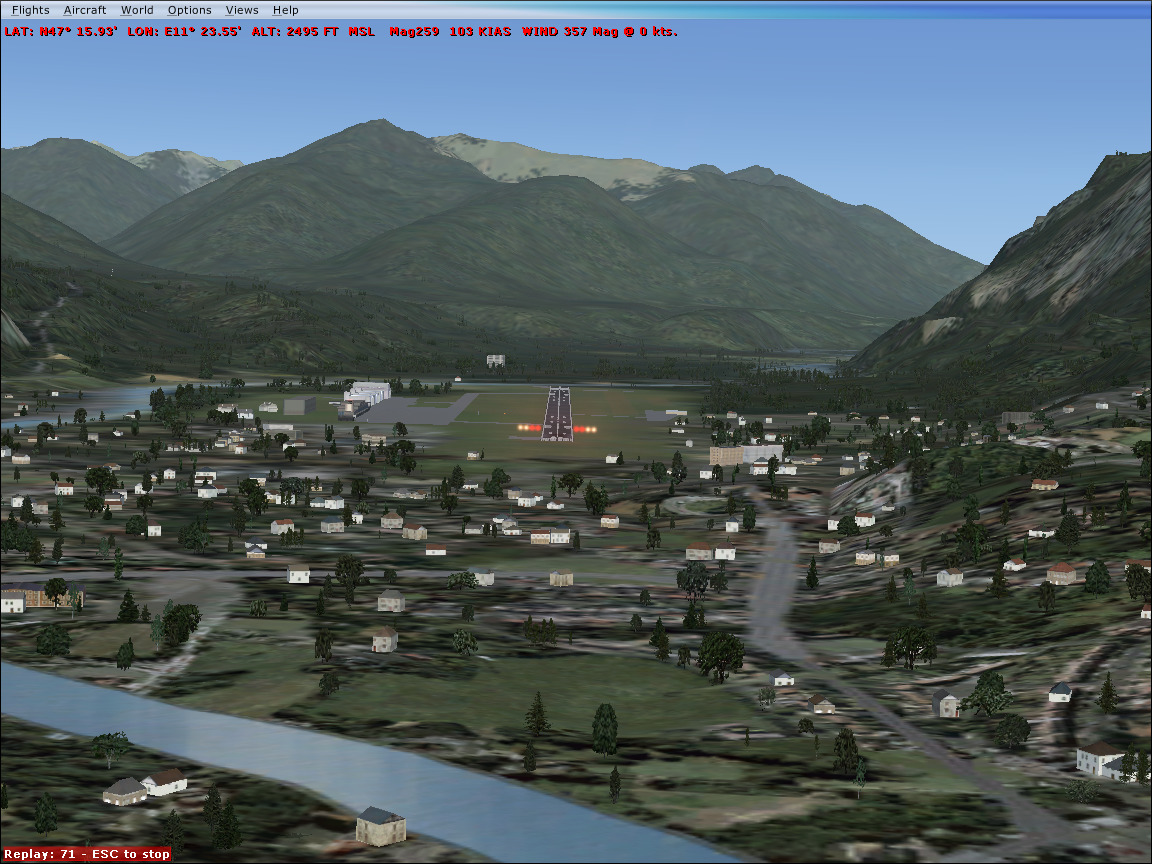 Flights Aircraft World Options Views Help
LAT: N47° 15.93' LON: E11° 23.55' ALT: 2495 FT MSL Mag259 103 KIAS WIND 357 Mag @ 0 kts.
Replay: 71 - ESC to stop